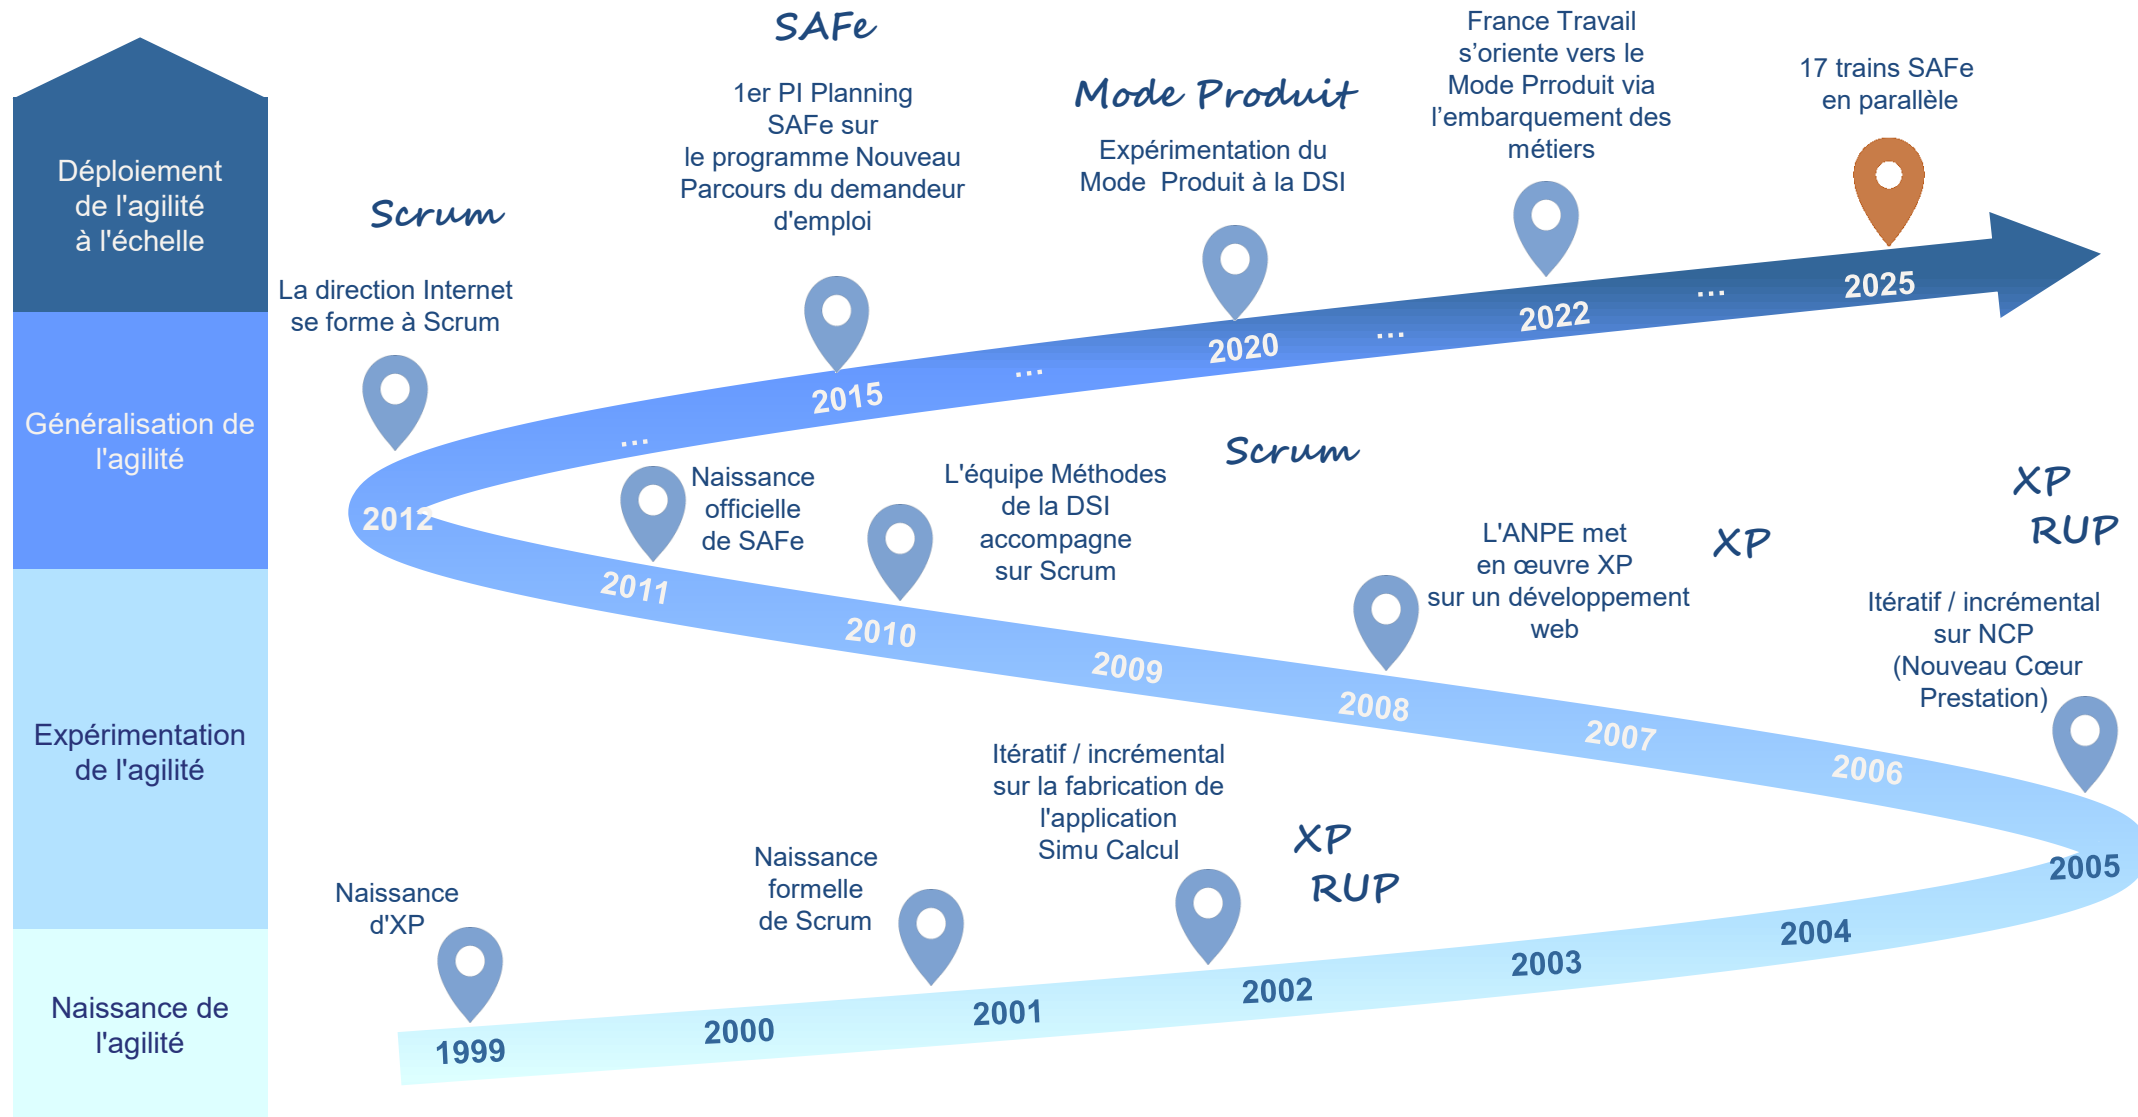 SAFe
1er PI Planning
SAFe sur
le programme Nouveau
Parcours du demandeur
d'emploi
Mode Produit
Expérimentation du
Mode  Produit à la DSI
France Travail
s’oriente vers le
Mode Prroduit via
l’embarquement des
métiers
17 trains SAFe
en parallèle
Déploiement
de l'agilité
à l'échelle
Scrum
La direction Internet
se forme à Scrum
2012
...
2015
...
2020
...
2022
...
2025
Généralisation de
l'agilité
Naissance
officielle
de SAFe
L'équipe Méthodes
de la DSI
accompagne
sur Scrum
Scrum
L'ANPE met
en œuvre XP
sur un développement
web
XP
XP
RUP
Itératif / incrémental
sur NCP
(Nouveau Cœur
Prestation)
2011
2010
2009
2008
2007
2006
2005
Expérimentation
de l'agilité
Itératif / incrémental
sur la fabrication de
l'application
Simu Calcul
XP
RUP
Naissance
formelle
de Scrum
Naissance
d'XP
Naissance de
l'agilité
1999
2000
2001
2002
2003
2004